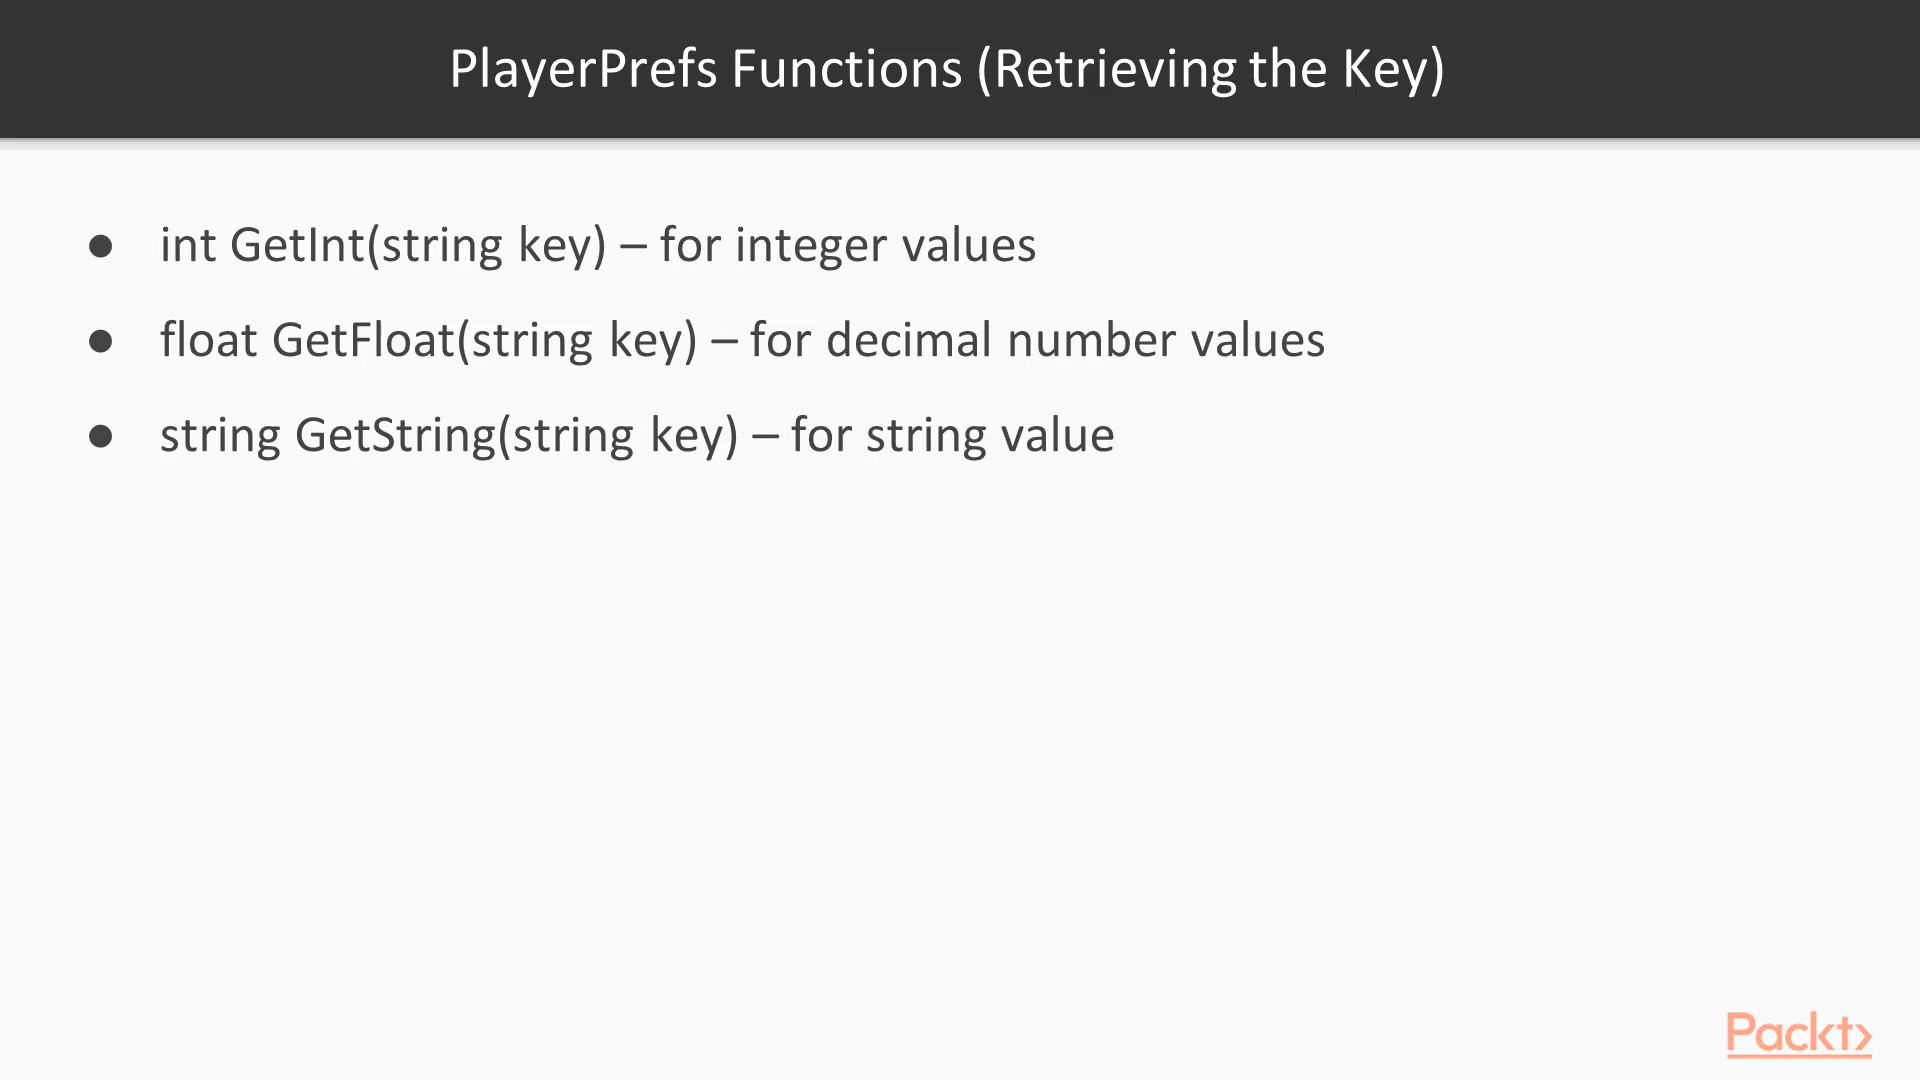 PlayerPrefs Functions (Retrieving the Key)
● int GetInt(string key) – for integer values
● float GetFloat(string key) – for decimal number values
● string GetString(string key) – for string value
Packt>